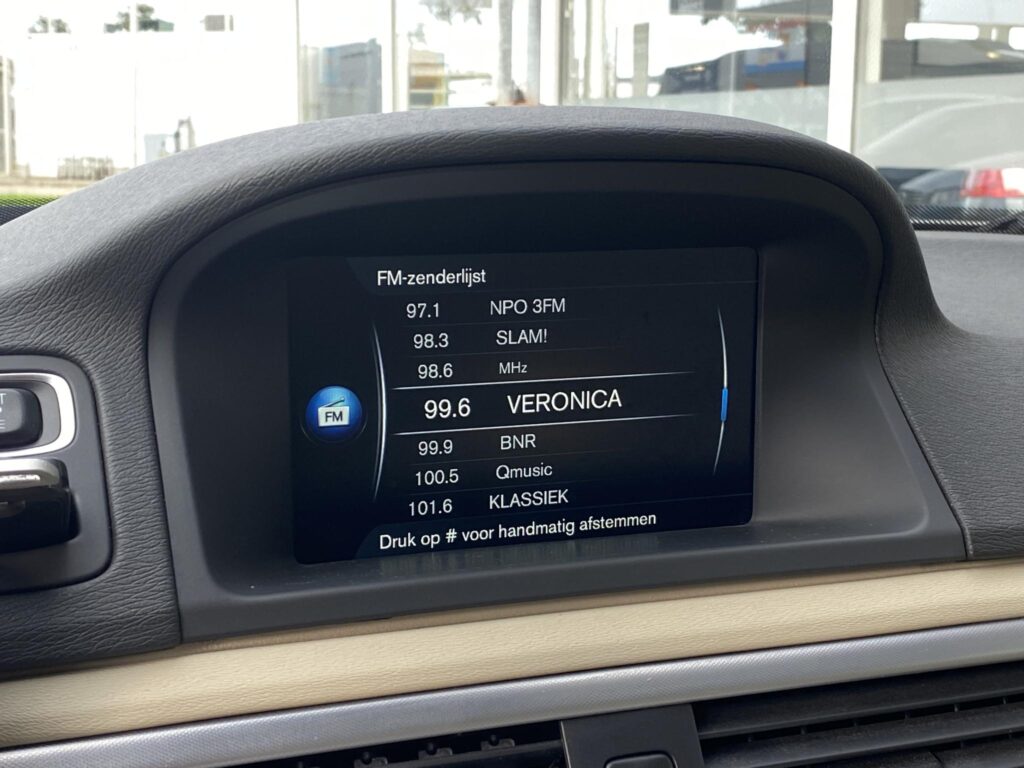 FM-zenderlijst
97.1 NPO 3FM
98.3 SLAM!
98.6 MHz
FM
99.6 VERONICA
99.9 BNR
100.5 Qmusic
101.6 KLASSIEK
Druk op # voor handmatig afstemmen